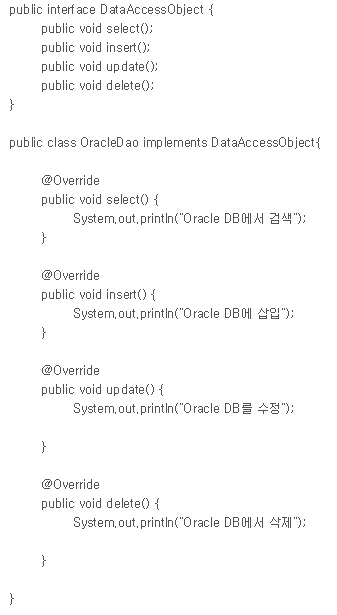 public interface DataAccessObject {
public void select();
public void insert();
public void update();
public void delete();
}
public class OracleDao implements DataAccessObject{
@Override
public void select() {
System.out.println("Oracle DB에서 검색");
}
@Override
public void insert() {
System.out.println("Oracle DB에 삽입");
}
@Override
public void update() {
System.out.println("Oracle DB를 수정");
}
@Override
public void delete() {
System.out.println("Oracle DB에서 삭제");
}
}